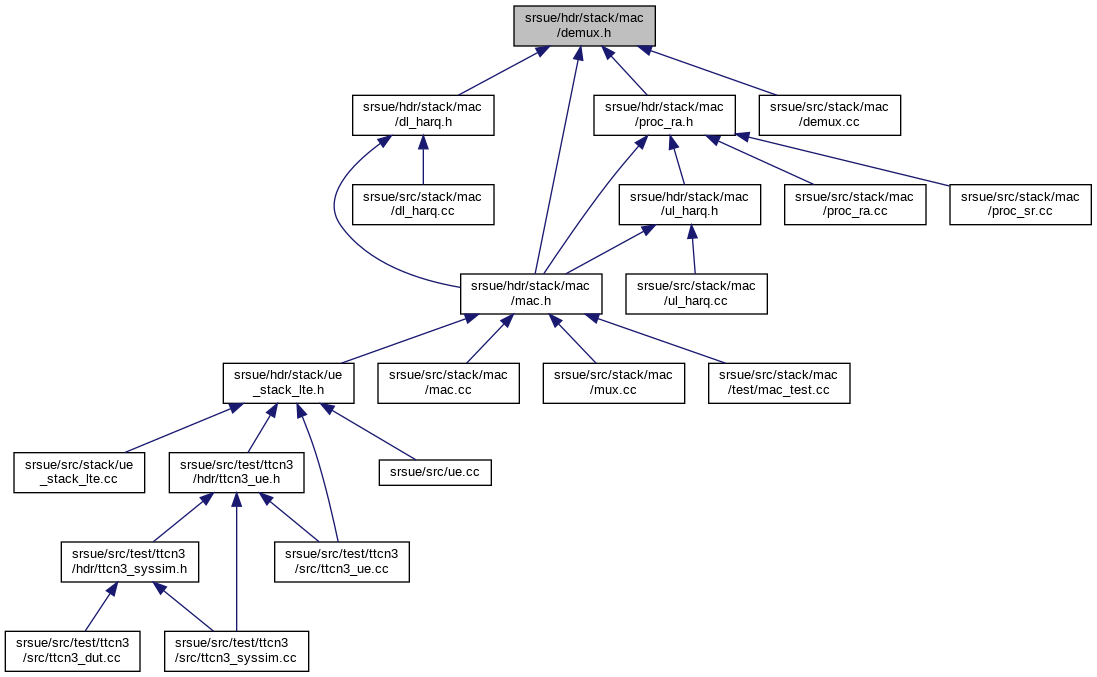 srsue/hdr/stack/mac
/demux.h
srsue/hdr/stack/mac
/dl_harq.h
srsue/hdr/stack/mac
/proc_ra.h
srsue/src/stack/mac
/demux.cc
srsue/src/stack/mac
/dl_harq.cc
srsue/hdr/stack/mac
/ul_harq.h
srsue/src/stack/mac
/proc_ra.cc
srsue/src/stack/mac
/proc_sr.cc
srsue/hdr/stack/mac
/mac.h
srsue/src/stack/mac
/ul_harq.cc
srsue/hdr/stack/ue
_stack_lte.h
srsue/src/stack/mac
/mac.cc
srsue/src/stack/mac
/mux.cc
srsue/src/stack/mac
/test/mac_test.cc
srsue/src/stack/ue
_stack_lte.cc
srsue/src/test/ttcn3
/hdr/ttcn3_ue.h
srsue/src/ue.cc
srsue/src/test/ttcn3
/hdr/ttcn3_syssim.h
srsue/src/test/ttcn3
/src/ttcn3_ue.cc
srsue/src/test/ttcn3
/src/ttcn3_dut.cc
srsue/src/test/ttcn3
/src/ttcn3_syssim.cc